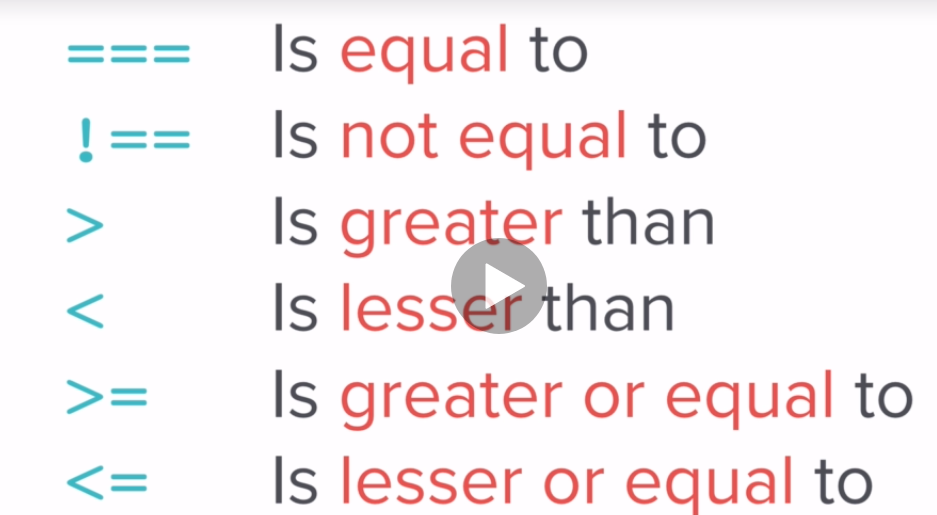 === Is equal to
!== Is not equal to
> Is greater than
< Is lesser than
>= Is greater or equal to
<= Is lesser or equal to